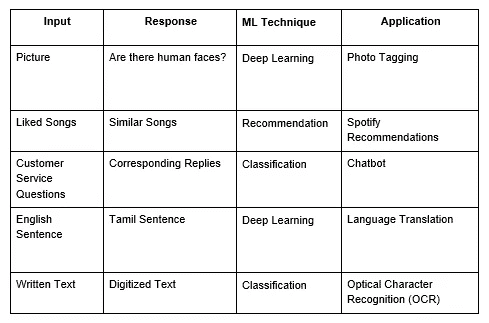 Input Response ML Technique Application
Picture Are there human faces? Deep Learning Photo Tagging
Liked Songs Similar Songs Recommendation Spotify
Recommendations
Customer Corresponding Replies Classification Chatbot
Service
Questions
English Tamil Sentence Deep Learning Language Translation
Sentence
Written Text Digitized Text Classification Optical Character
Recognition (OCR)